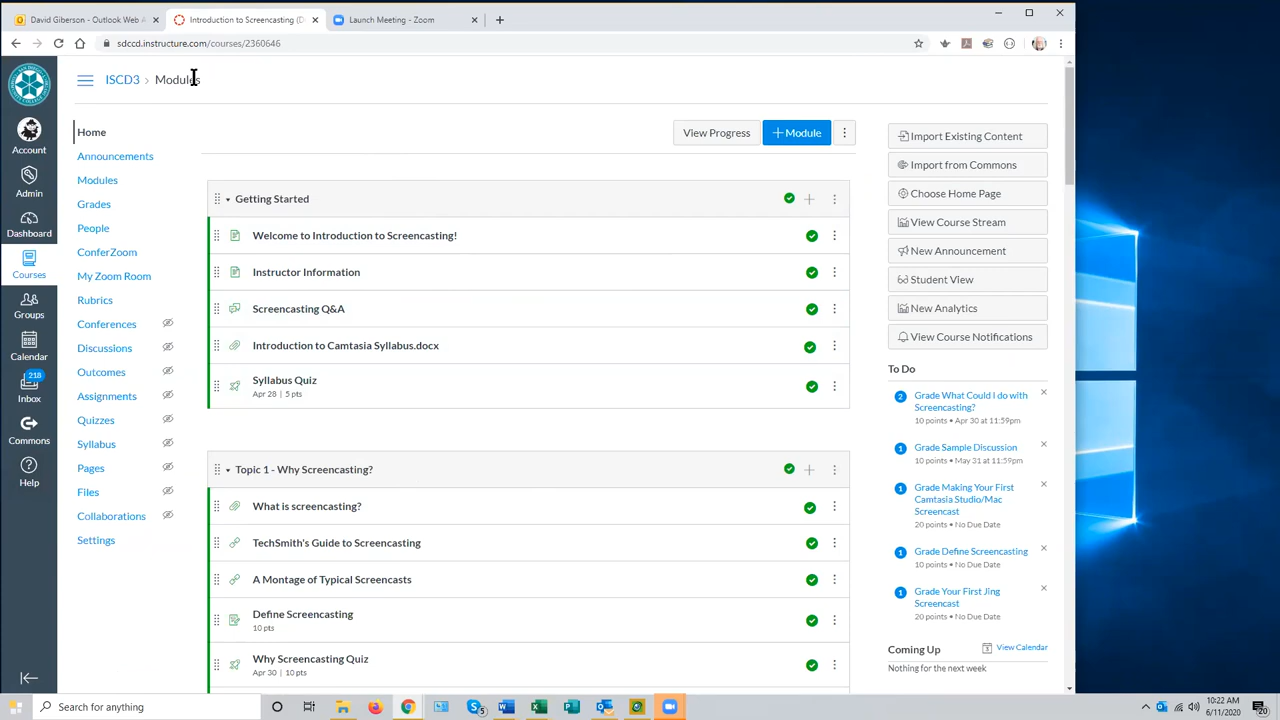 David Giberson - Outlook Web A
Introduction to Screencasting (D
Launch Meeting - Zoom
sdccd.instructure.com/courses/2360646
ISCD3 › Modules
Account
Admin
Dashboard
Courses
Groups
Calendar
218
Inbox
Commons
Help
Home
Announcements
Modules
Grades
People
ConferZoom
My Zoom Room
Rubrics
Conferences
Discussions
Outcomes
Assignments
Quizzes
Syllabus
Pages
Files
Collaborations
Settings
View Progress
+ Module
Getting Started
Welcome to Introduction to Screencasting!
Instructor Information
Screencasting Q&A
Introduction to Camtasia Syllabus.docx
Syllabus Quiz
Apr 28 | 5 pts
Topic 1 - Why Screencasting?
What is screencasting?
TechSmith's Guide to Screencasting
A Montage of Typical Screencasts
Define Screencasting
10 pts
Why Screencasting Quiz
Apr 30 | 10 pts
Import Existing Content
Import from Commons
Choose Home Page
View Course Stream
New Announcement
Student View
New Analytics
View Course Notifications
To Do
2 Grade What Could I do with
Screencasting?
10 points • Apr 30 at 11:59pm
1 Grade Sample Discussion
10 points • May 31 at 11:59pm
1 Grade Making Your First
Camtasia Studio/Mac
Screencast
20 points • No Due Date
1 Grade Define Screencasting
10 points • No Due Date
1 Grade Your First Jing
Screencast
20 points • No Due Date
Coming Up
View Calendar
Nothing for the next week
Search for anything
5
10:22 AM
6/11/2020
20